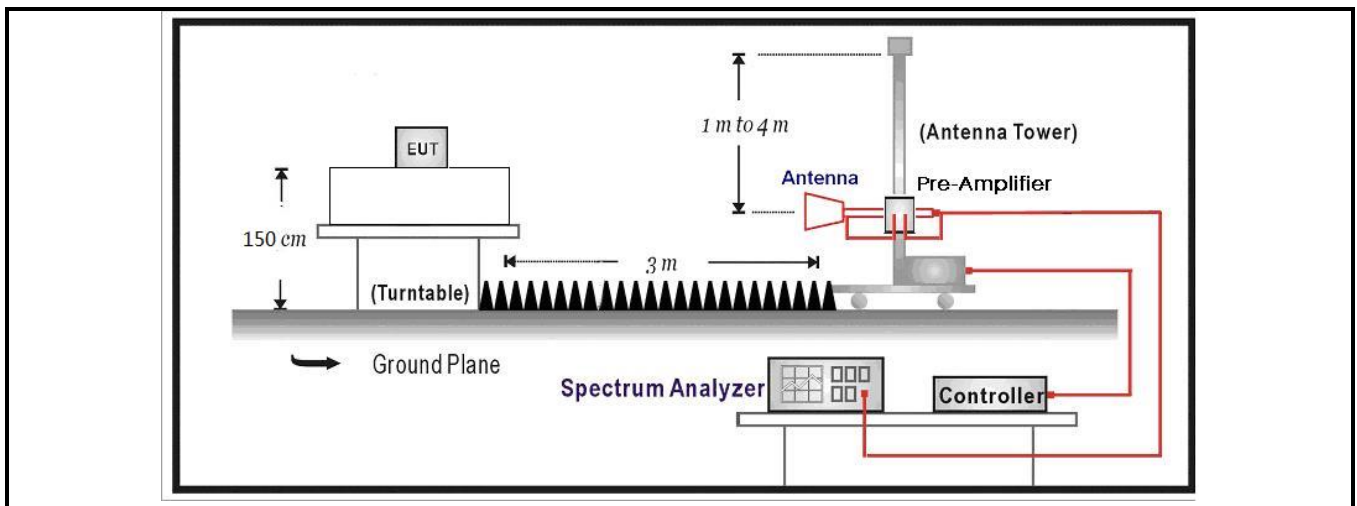 EUT
1 m to 4 m
(Antenna Tower)
Antenna
Pre-Amplifier
150 cm
3 m
(Turntable)
Ground Plane
Spectrum Analyzer
Controller